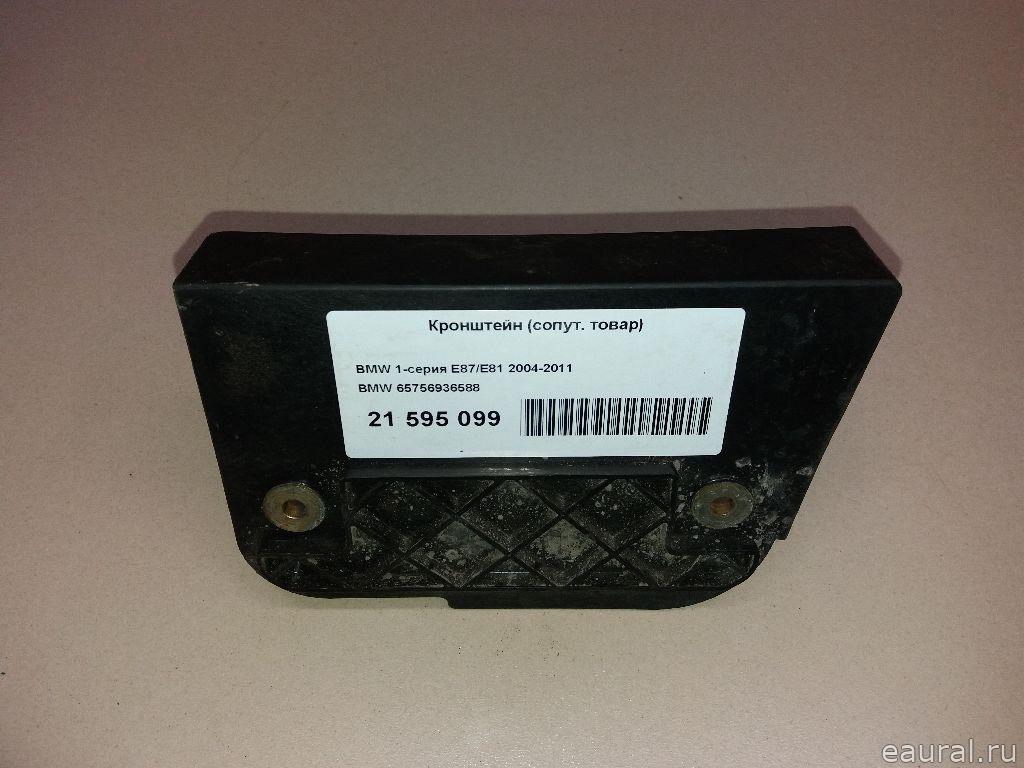 Кронштейн (сопут. товар)
BMW 1-серия E87/E81 2004-2011
BMW 65756936588
21 595 099
eaural.ru